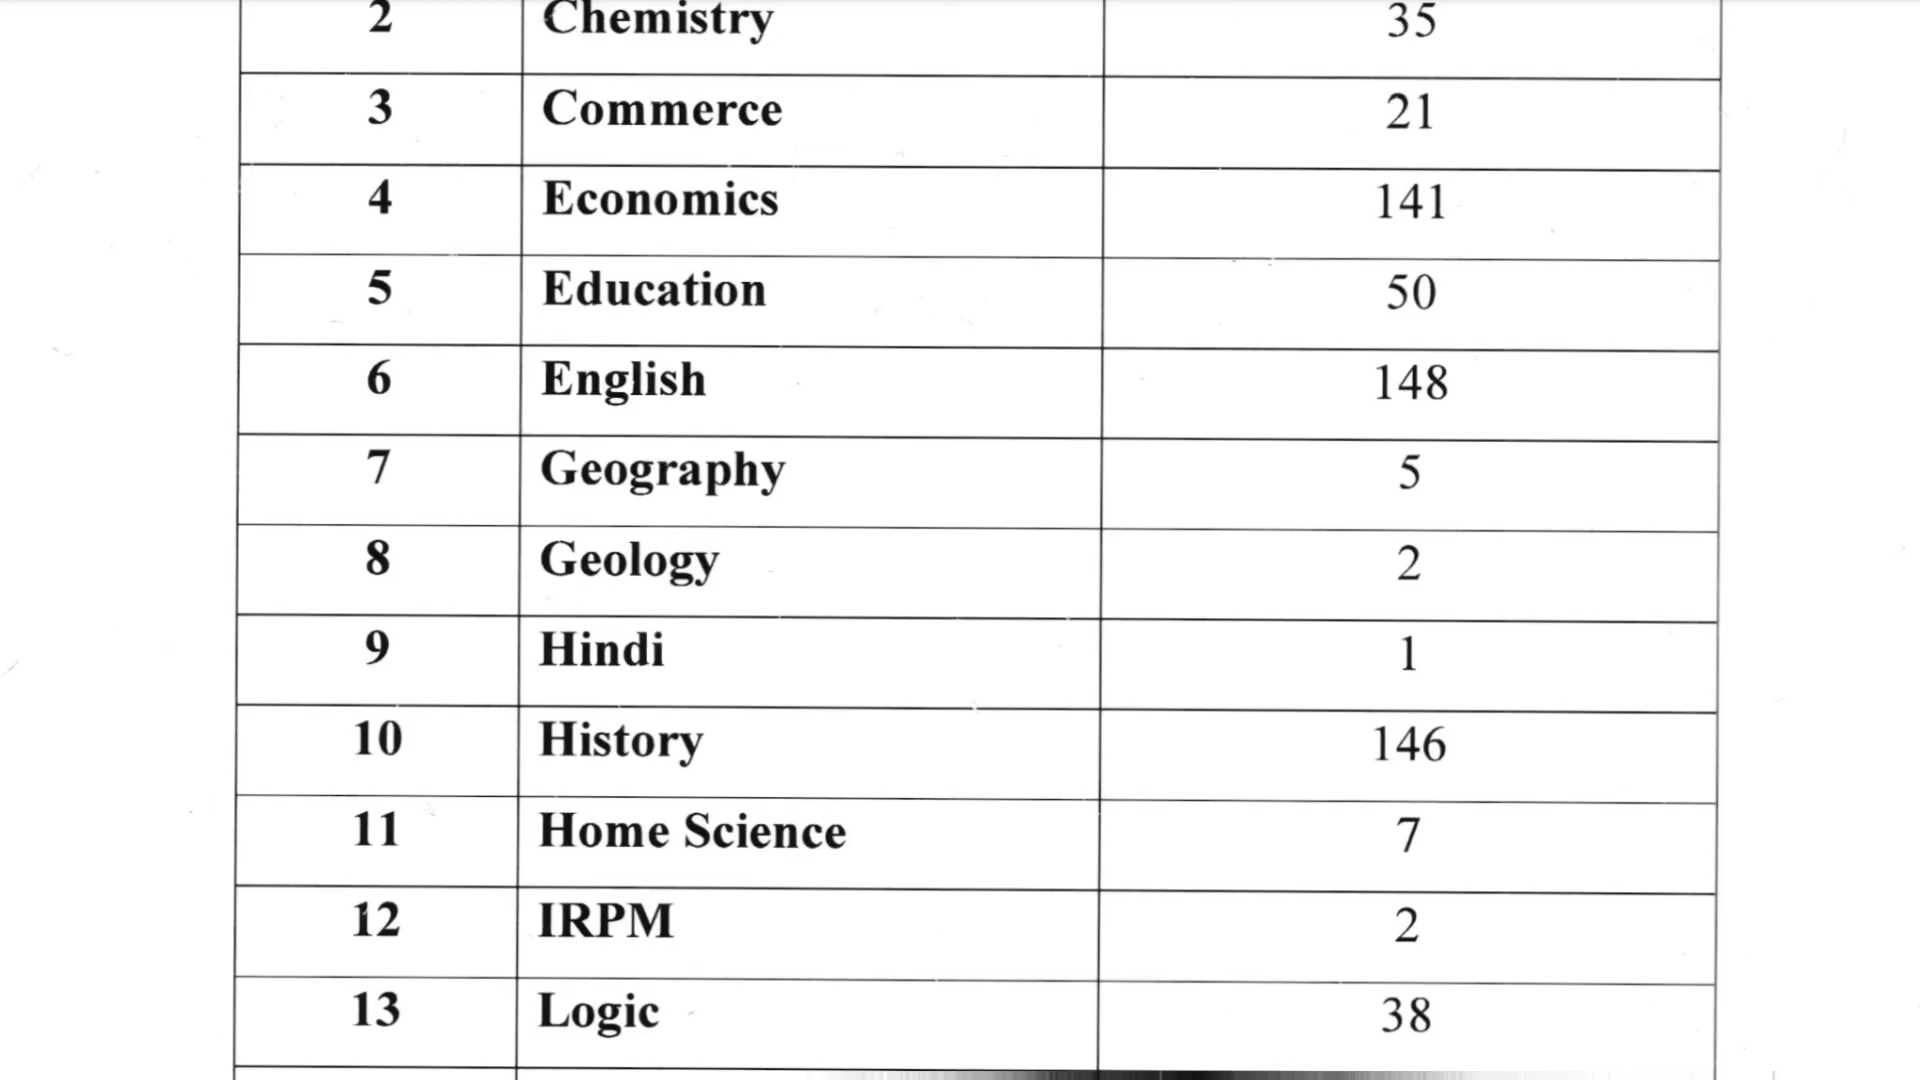 2 Chemistry 35
3 Commerce 21
4 Economics 141
5 Education 50
6 English 148
7 Geography 5
8 Geology 2
9 Hindi 1
10 History 146
11 Home Science 7
12 IRPM 2
13 Logic 38